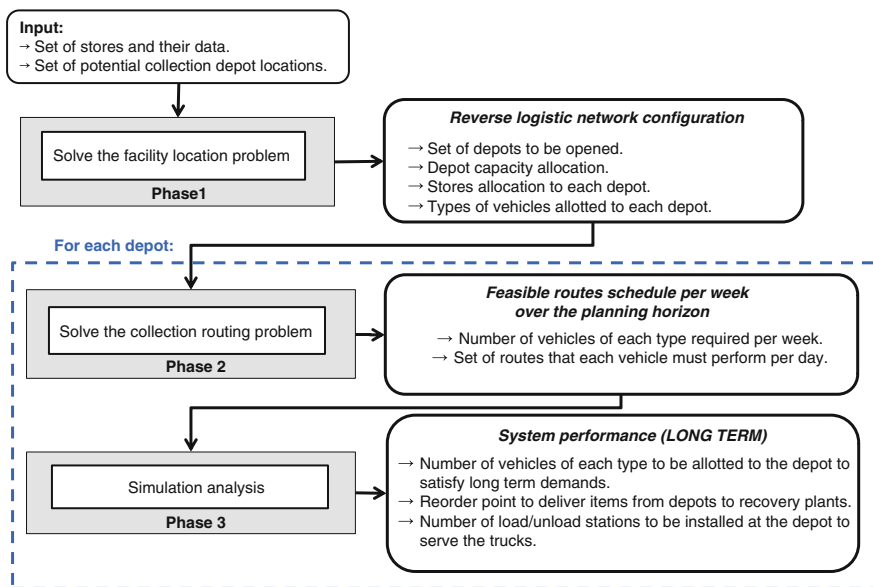 Input:
→ Set of stores and their data.
→ Set of potential collection depot locations.
Solve the facility location problem
Phase1
Reverse logistic network configuration
→ Set of depots to be opened.
→ Depot capacity allocation.
→ Stores allocation to each depot.
→ Types of vehicles allotted to each depot.
For each depot:
Solve the collection routing problem
Phase 2
Feasible routes schedule per week
over the planning horizon
→ Number of vehicles of each type required per week.
→ Set of routes that each vehicle must perform per day.
Simulation analysis
Phase 3
System performance (LONG TERM)
→ Number of vehicles of each type to be allotted to the depot to
satisfy long term demands.
→ Reorder point to deliver items from depots to recovery plants.
→ Number of load/unload stations to be installed at the depot to
serve the trucks.